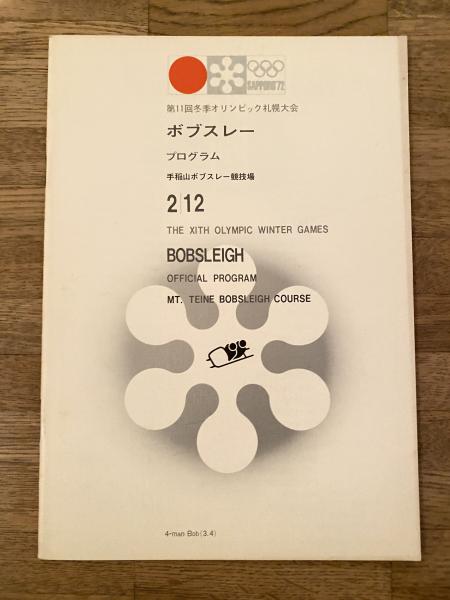 SAPPORO'72
第11回冬季オリンピック札幌大会
ボブスレー
プログラム
手稲山ボブスレー競技場
2|12
THE XITH OLYMPIC WINTER GAMES
BOBSLEIGH
OFFICIAL PROGRAM
MT. TEINE BOBSLEIGH COURSE
4-man Bob(3.4)